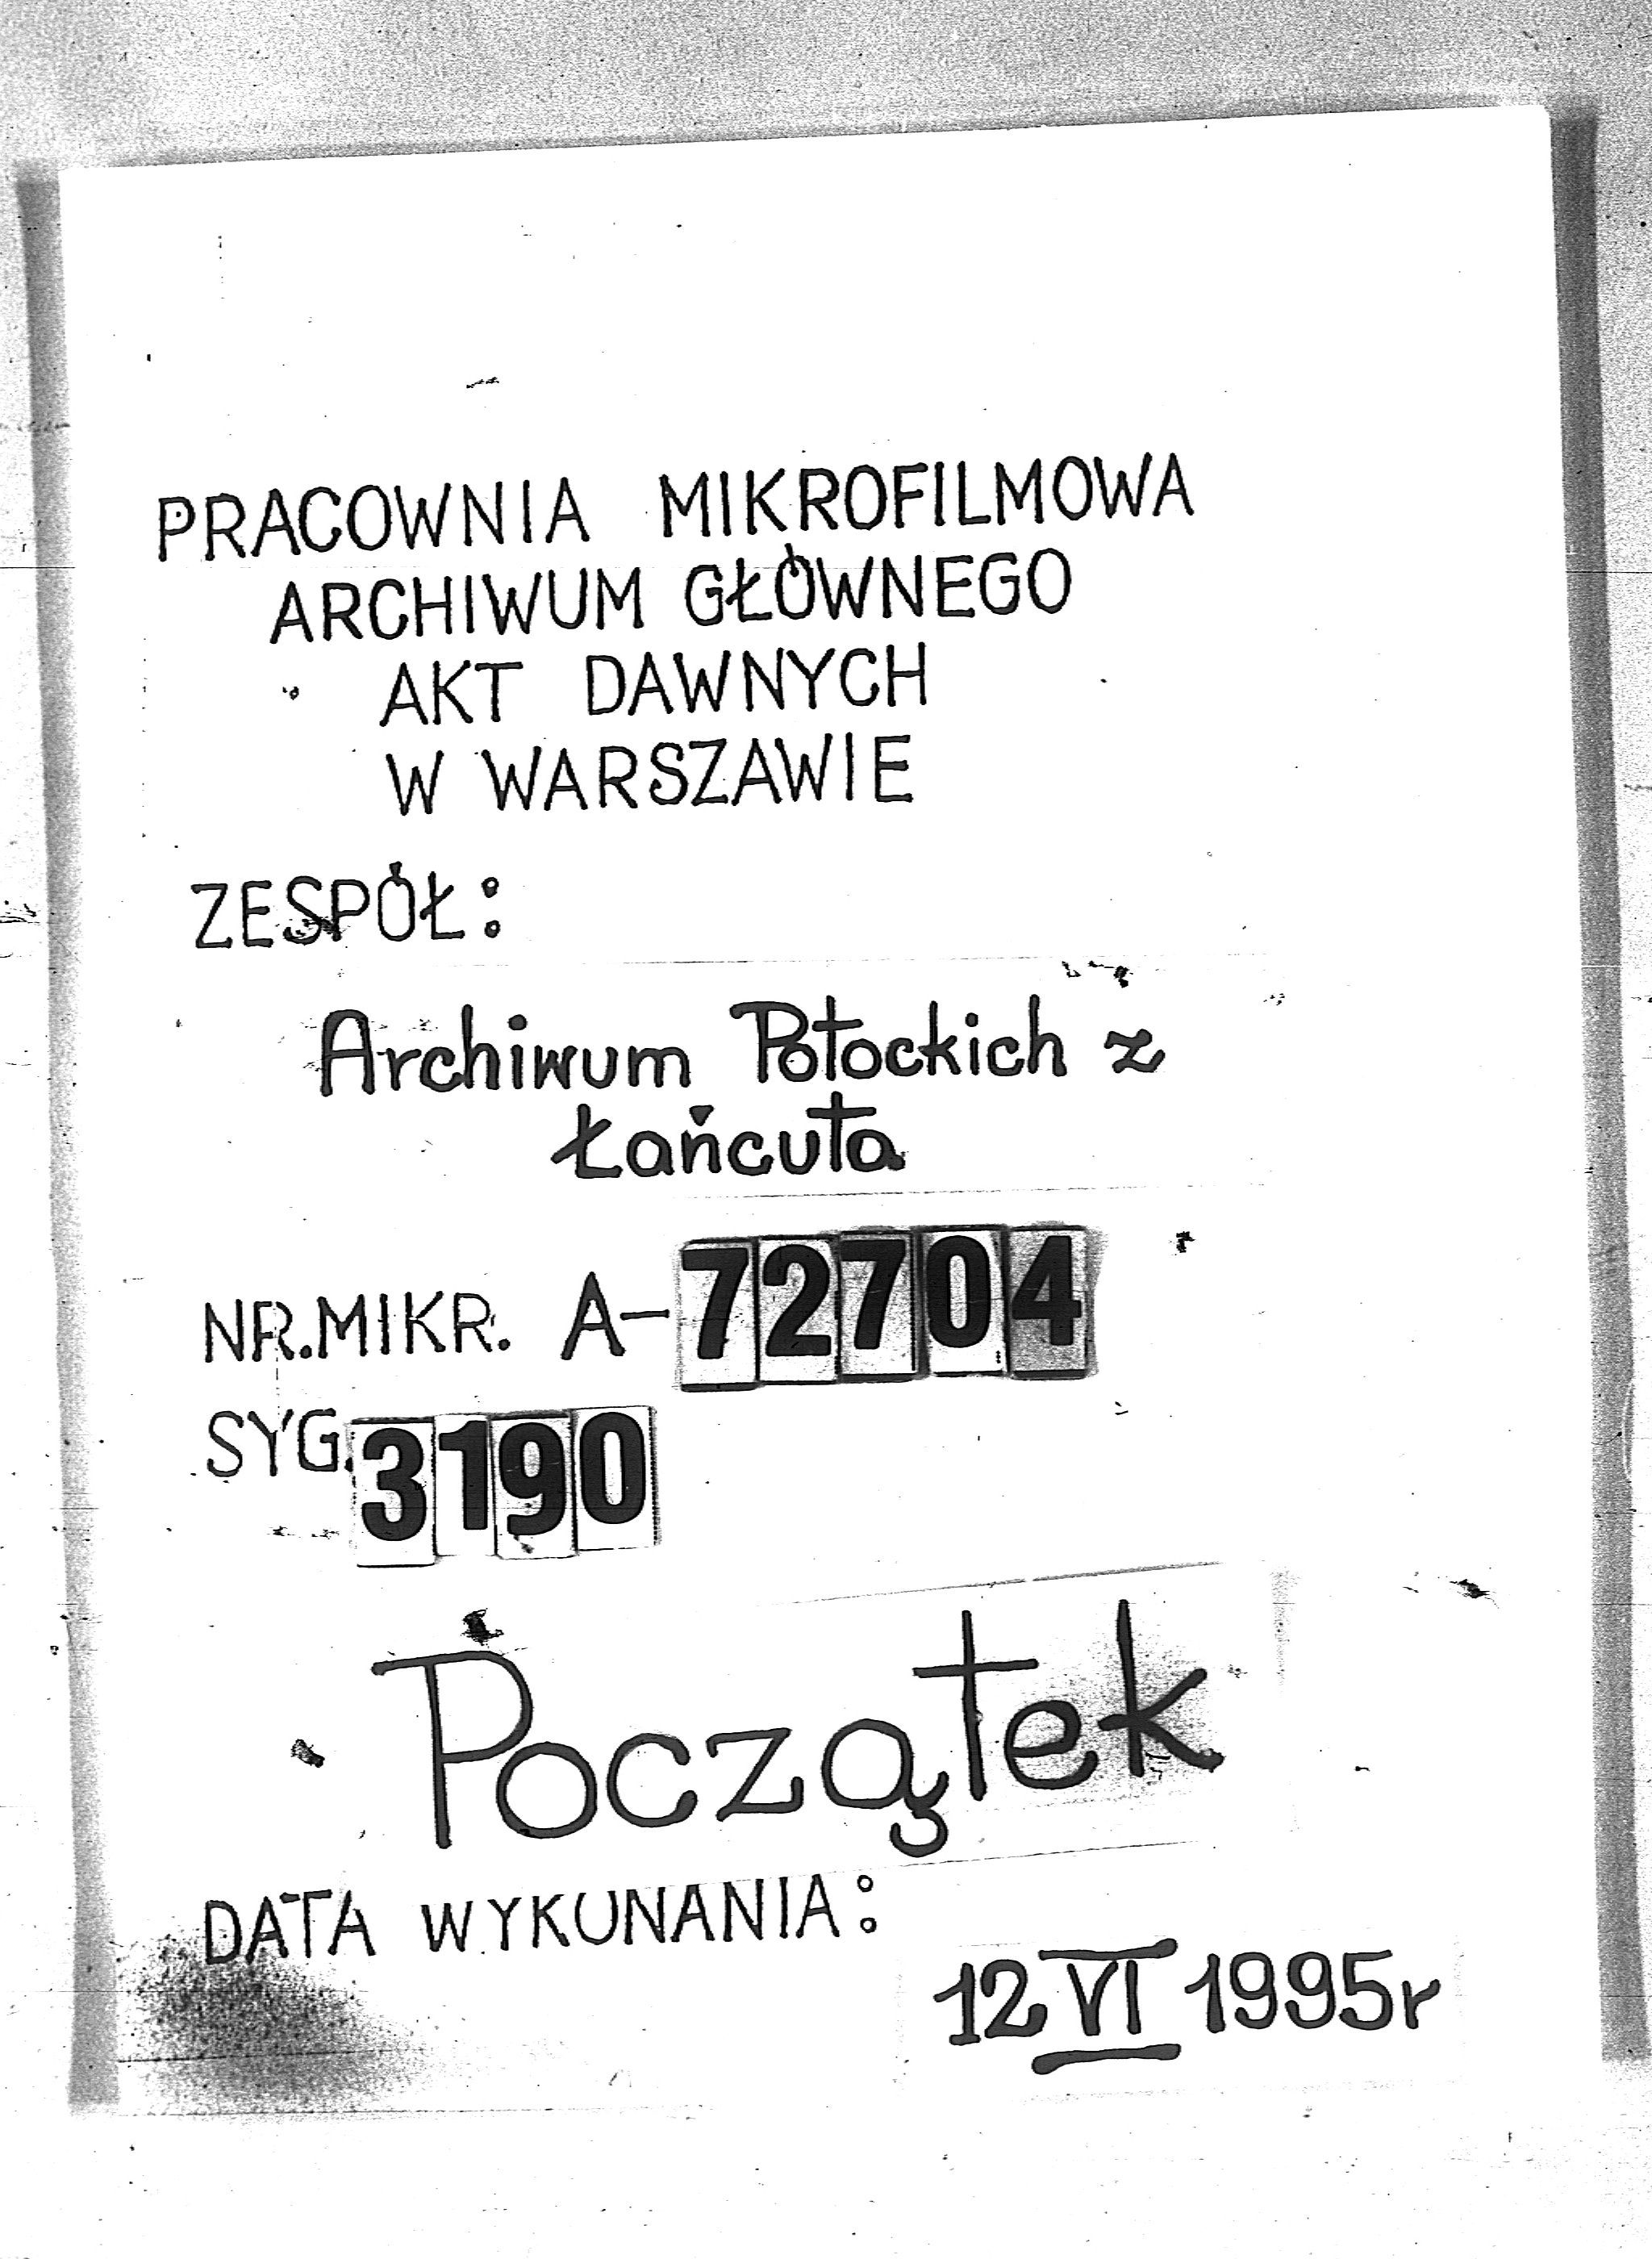 PRACOWNIA MIKROFILMOWA
ARCHIWUM GŁÓWNEGO
AKT DAWNYCH
W WARSZAWIE
ZESPÓŁ:
Archiwum Potockich z
Łańcuta
NR.MIKR. A-72704
SYG.3190
Początek
DATA WYKONANIA:
12 VI 1995r